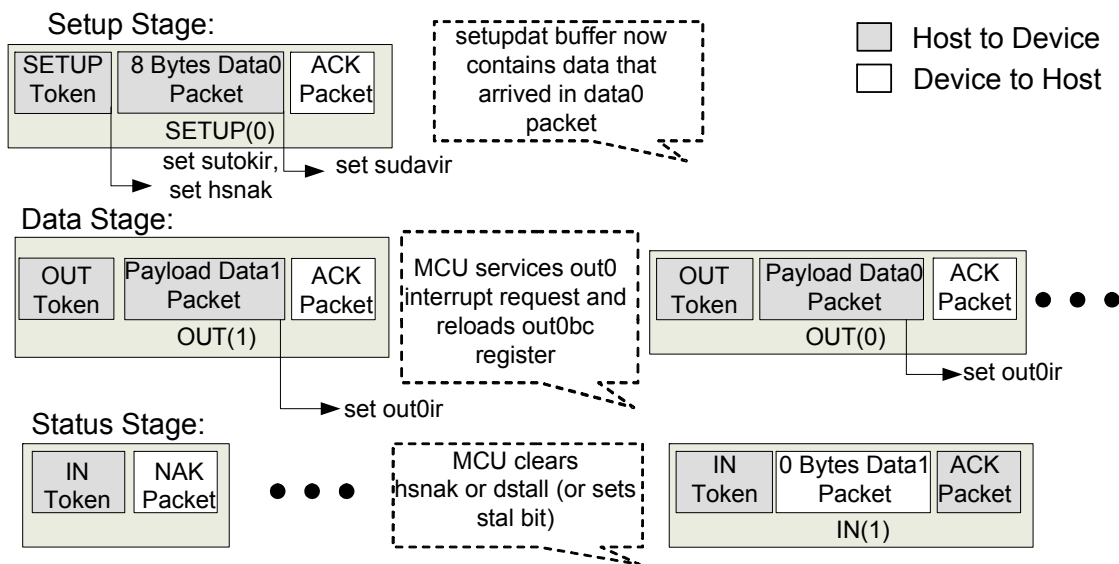 Setup Stage:
SETUP
Token
8 Bytes Data0
Packet
ACK
Packet
SETUP(0)
set sutokir,
set hsnak
set sudavir
setupdat buffer now
contains data that
arrived in data0
packet
Host to Device
Device to Host
Data Stage:
OUT
Token
Payload Data1
Packet
ACK
Packet
OUT(1)
set out0ir
MCU services out0
interrupt request and
reloads out0bc
register
OUT
Token
Payload Data0
Packet
ACK
Packet
OUT(0)
set out0ir
Status Stage:
IN
Token
NAK
Packet
MCU clears
hsnak or dstall (or sets
stal bit)
IN
Token
0 Bytes Data1
Packet
ACK
Packet
IN(1)